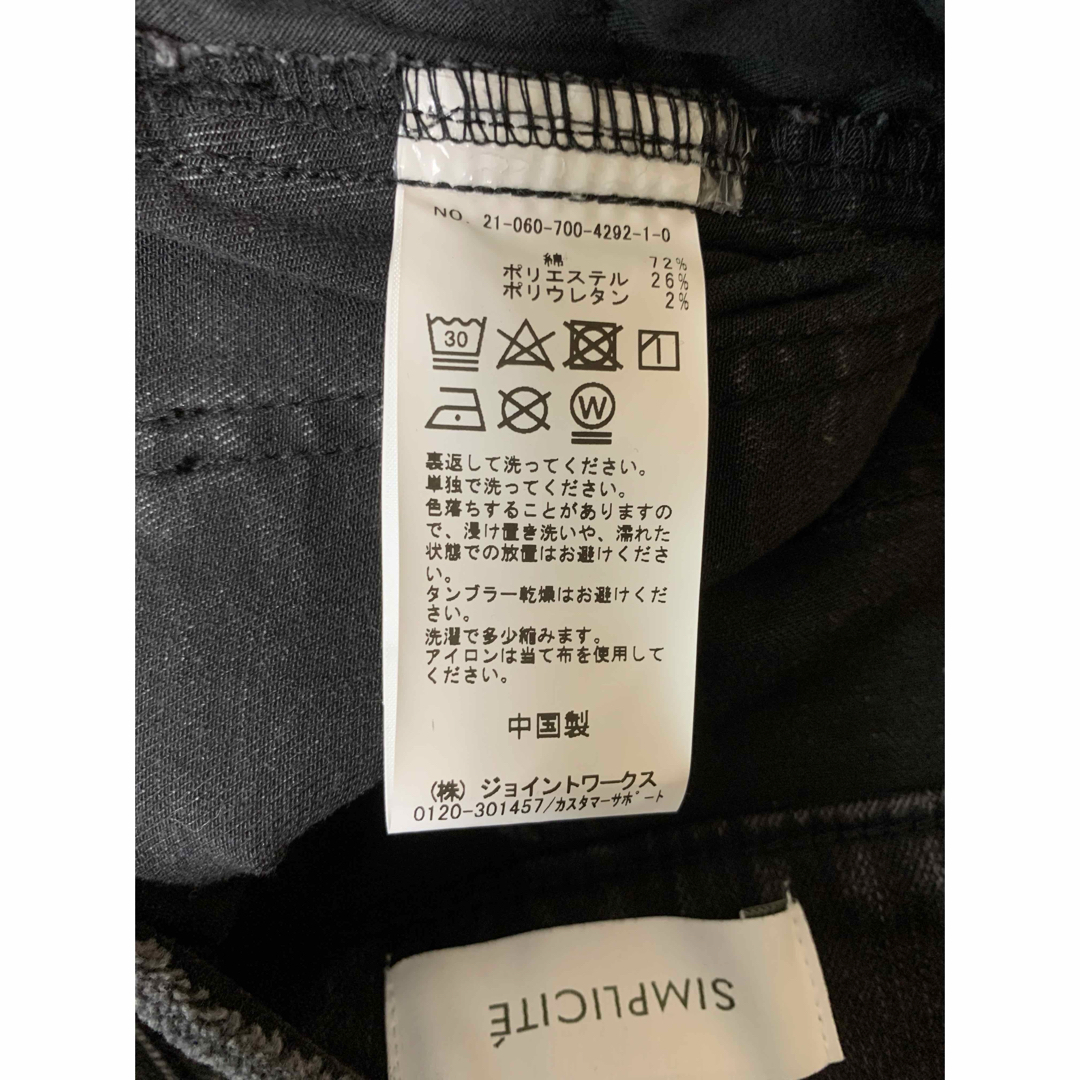 NO. 21-060-700-4292-1-0
綿 72%
ポリエステル 26%
ポリウレタン 2%
30
W
裏返して洗ってください。
単独で洗ってください。
色落ちすることがありますの
で、浸け置き洗いや、濡れた
状態での放置はお避けくださ
い。
タンブラー乾燥はお避けくだ
さい。
洗濯で多少縮みます。
アイロンは当て布を使用して
ください。
中国製
(株) ジョイントワークス
0120-301457/カスタマーサポート
SIMPLICITÉ